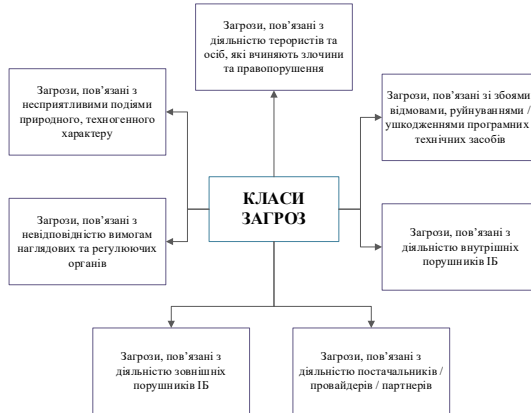 Загрози, пов’язані з
діяльністю терористів та
осіб, які вчиняють злочини
та правопорушення
Загрози, пов’язані з
несприятливими подіями
природного, техногенного
характеру
Загрози, пов’язані зі збоями,
відмовами, руйнуваннями /
ушкодженнями програмних
технічних засобів
КЛАСИ
ЗАГРОЗ
Загрози, пов’язані з
невідповідністю вимогам
наглядових та регулюючих
органів
Загрози, пов’язані з
діяльністю внутрішніх
порушників ІБ
Загрози, пов’язані з
діяльністю зовнішніх
порушників ІБ
Загрози, пов’язані з
діяльністю постачальників /
провайдерів / партнерів